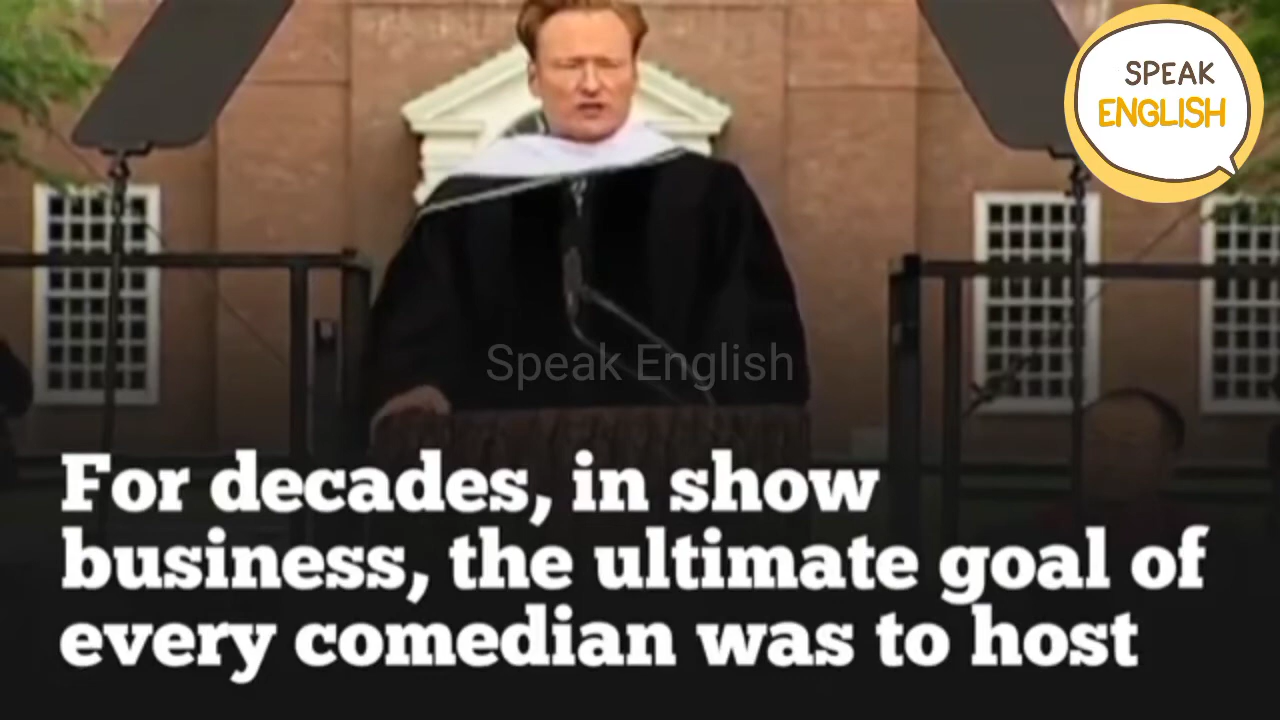 SPEAK
ENGLISH
Speak English
For decades, in show
business, the ultimate goal of
every comedian was to host